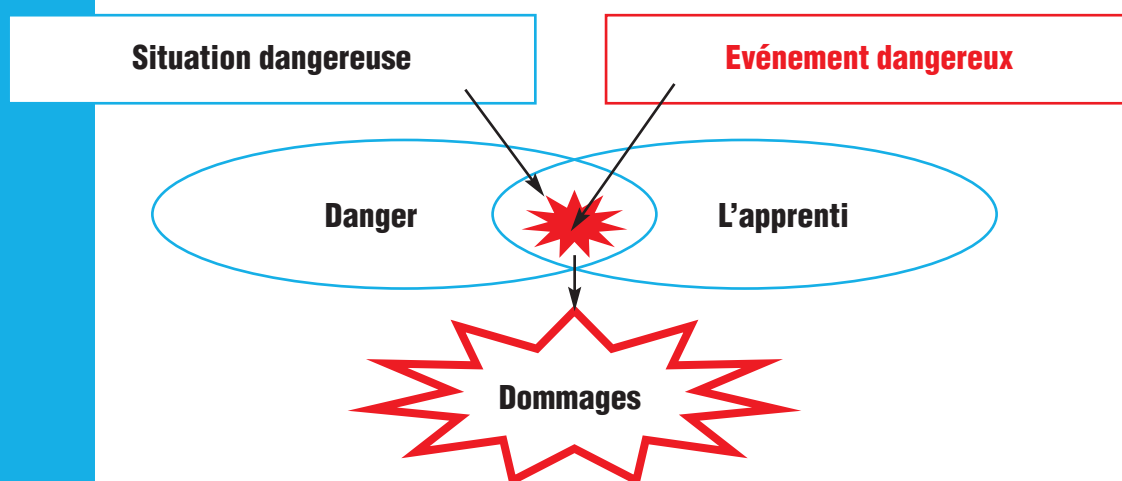 Situation dangereuse
Evénement dangereux
Danger
L’apprenti
Dommages